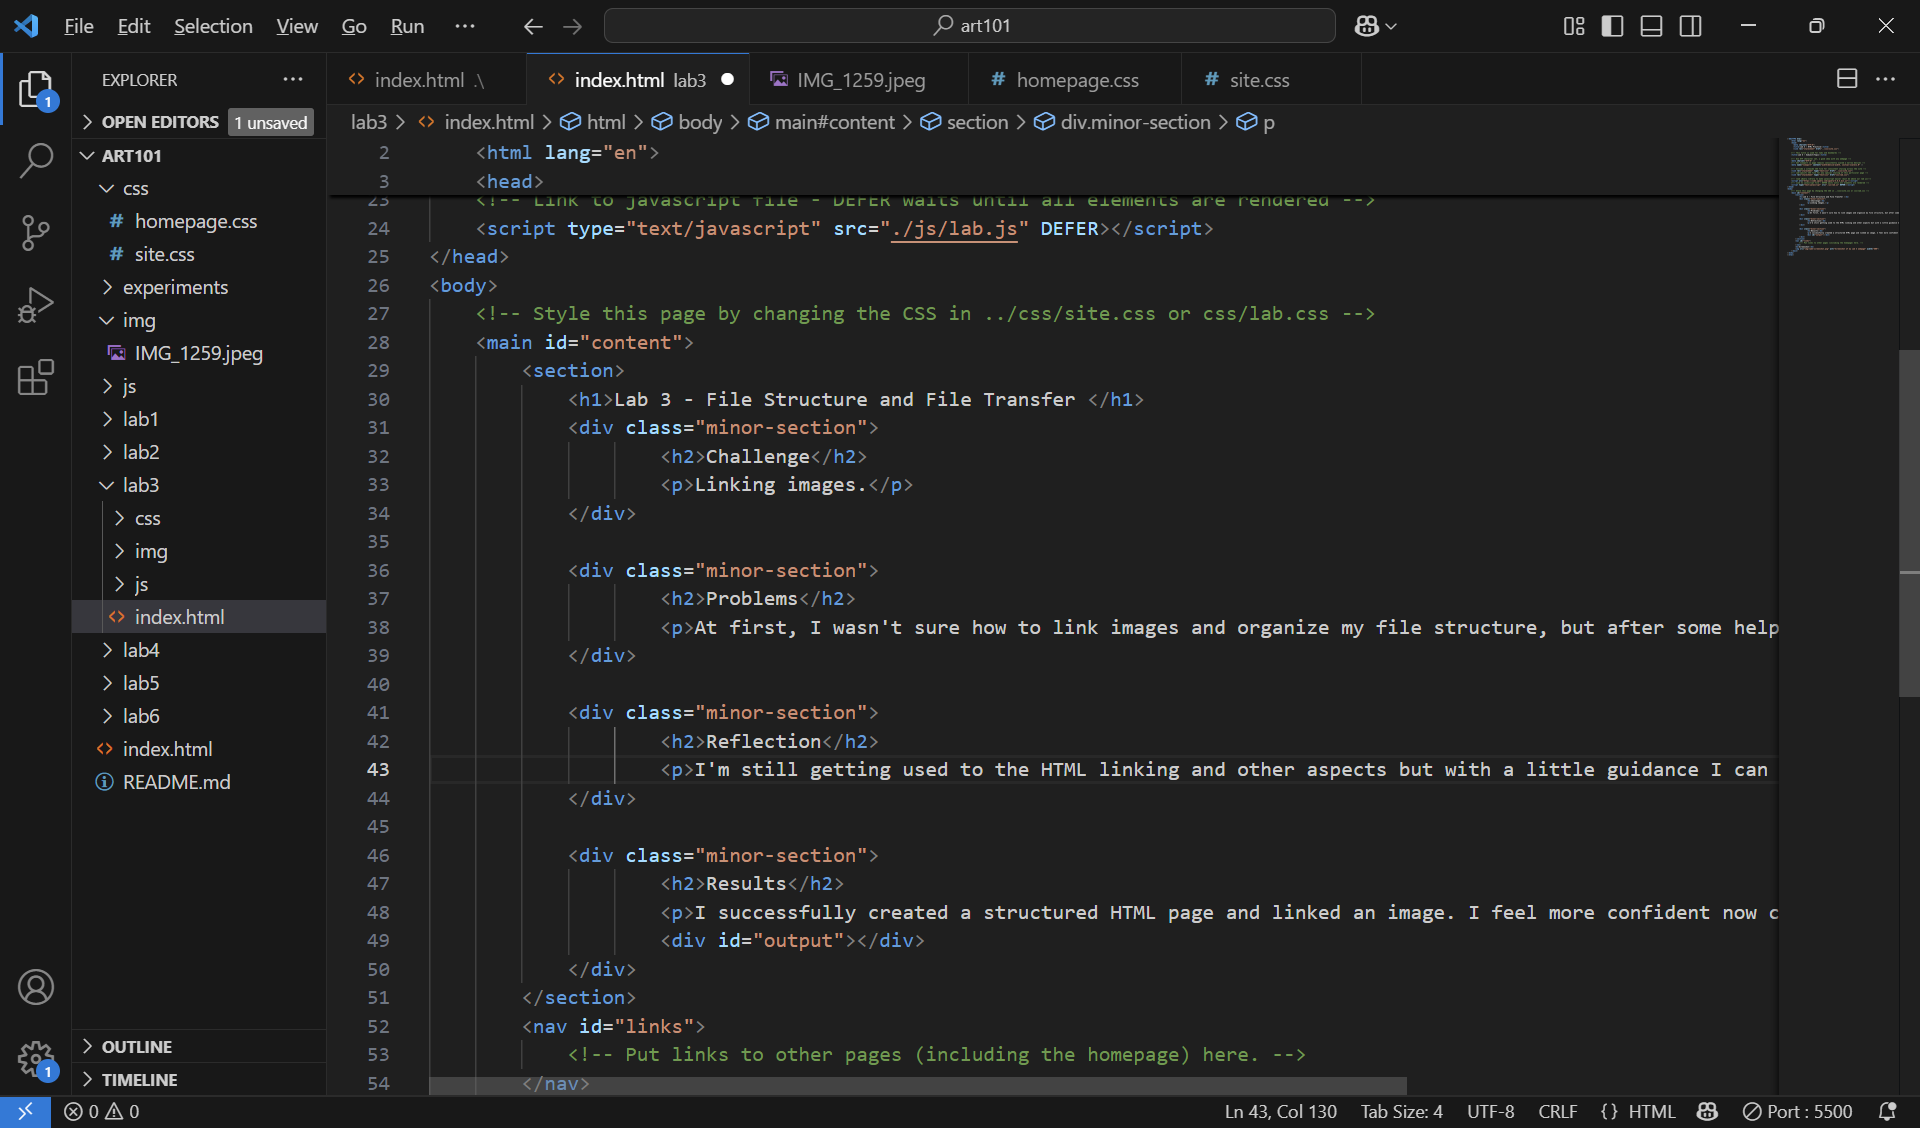 File Edit Selection View Go Run ··· art101
EXPLORER ···
OPEN EDITORS 1 unsaved
ART101
css
# homepage.css
# site.css
experiments
img
IMG_1259.jpeg
js
lab1
lab2
lab3
css
img
js
<> index.html
lab4
lab5
lab6
<> index.html
README.md
OUTLINE
TIMELINE
<> index.html .\ <> index.html lab3 IMG_1259.jpeg # homepage.css # site.css ···
lab3 > <> index.html > html > body > main#content > section > div.minor-section > p
2 <html lang="en">
3 <head>
23 <!-- Link to javascript file - DEFER waits until all elements are rendered -->
24 <script type="text/javascript" src="./js/lab.js" DEFER></script>
25 </head>
26 <body>
27 <!-- Style this page by changing the CSS in ../css/site.css or css/lab.css -->
28 <main id="content">
29 <section>
30 <h1>Lab 3 - File Structure and File Transfer </h1>
31 <div class="minor-section">
32 <h2>Challenge</h2>
33 <p>Linking images.</p>
34 </div>
35
36 <div class="minor-section">
37 <h2>Problems</h2>
38 <p>At first, I wasn't sure how to link images and organize my file structure, but after some help
39 </div>
40
41 <div class="minor-section">
42 <h2>Reflection</h2>
43 <p>I'm still getting used to the HTML linking and other aspects but with a little guidance I can
44 </div>
45
46 <div class="minor-section">
47 <h2>Results</h2>
48 <p>I successfully created a structured HTML page and linked an image. I feel more confident now c
49 <div id="output"></div>
50 </div>
51 </section>
52 <nav id="links">
53 <!-- Put links to other pages (including the homepage) here. -->
54 </nav>
1
1
0 0 Ln 43, Col 130 Tab Size: 4 UTF-8 CRLF {} HTML Port : 5500